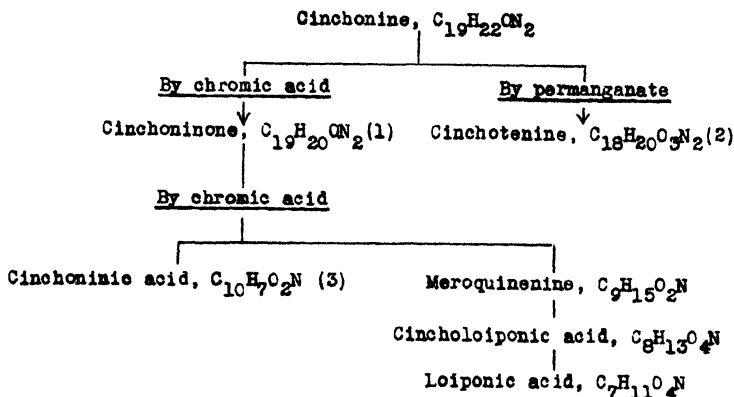 Cinchonine, C19H22ON2
By chromic acid By permanganate
Cinchoninone, C19H20ON2(1) Cinchotenine, C18H20O3N2(2)
By chromic acid
Cinchoninic acid, C10H7O2N (3) Meroquinenine, C9H15O2N
Cincholoiponic acid, C8H13O4N
Loiponic acid, C7H11O4N